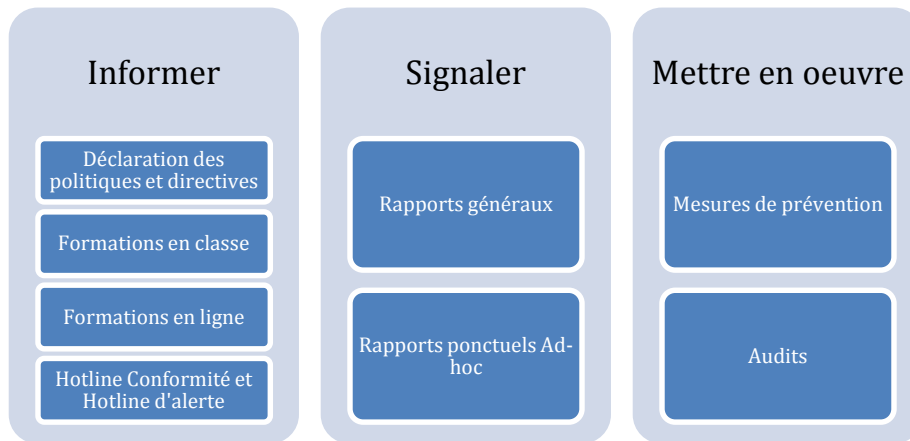 Informer
Déclaration des
politiques et directives
Formations en classe
Formations en ligne
Hotline Conformité et
Hotline d'alerte
Signaler
Rapports généraux
Rapports ponctuels Ad-
hoc
Mettre en oeuvre
Mesures de prévention
Audits